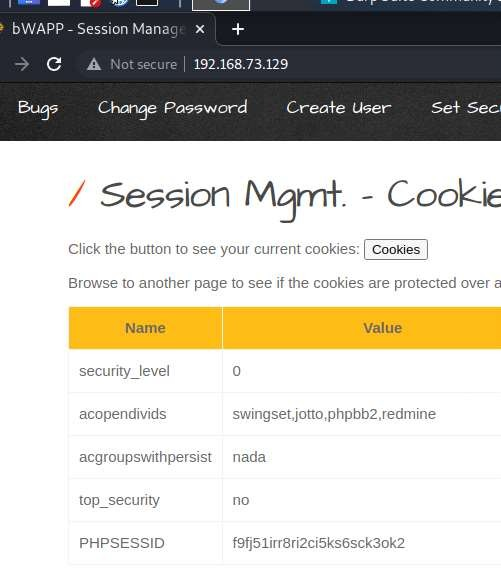 bWAPP - Session Manage
Not secure 192.168.73.129
Bugs Change Password Create User Set Sec
/ Session Mgmt. - Cookie
Click the button to see your current cookies: Cookies
Browse to another page to see if the cookies are protected over a
Name Value
security_level 0
acopendivids swingset,jotto,phpbb2,redmine
acgroupswithpersist nada
top_security no
PHPSESSID f9fj51irr8ri2ci5ks6sck3ok2